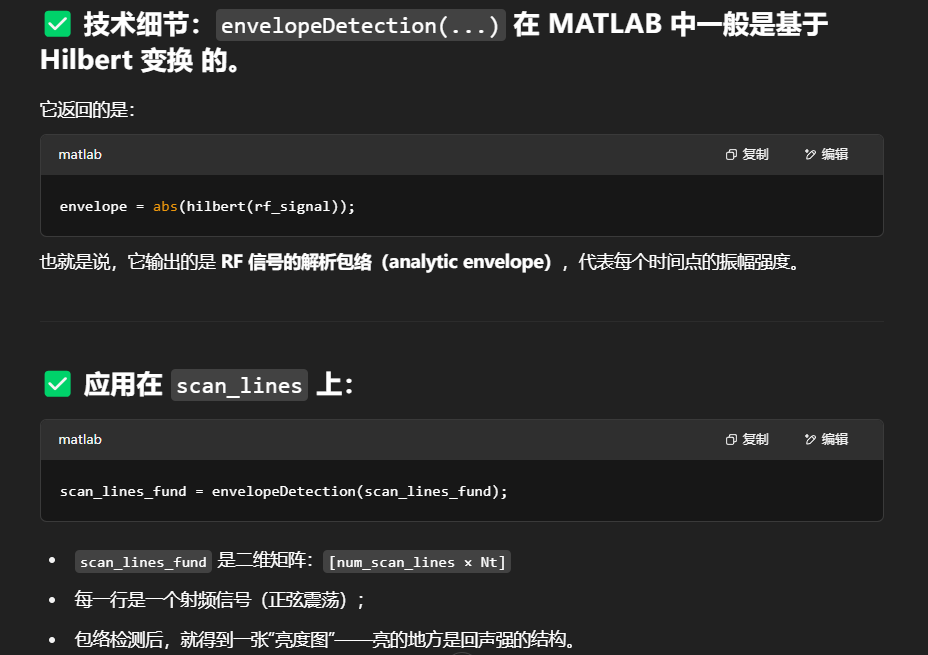 ✅ 技术细节：envelopeDetection(...) 在 MATLAB 中一般是基于
Hilbert 变换 的。
它返回的是：
matlab 复制 编辑
envelope = abs(hilbert(rf_signal));
也就是说，它输出的是 RF 信号的解析包络（analytic envelope），代表每个时间点的振幅强度。
✅ 应用在 scan_lines 上：
matlab 复制 编辑
scan_lines_fund = envelopeDetection(scan_lines_fund);
• scan_lines_fund 是二维矩阵：[num_scan_lines × Nt]
• 每一行是一个射频信号（正弦震荡）；
• 包络检测后，就得到一张“亮度图”——亮的地方是回声强的结构。